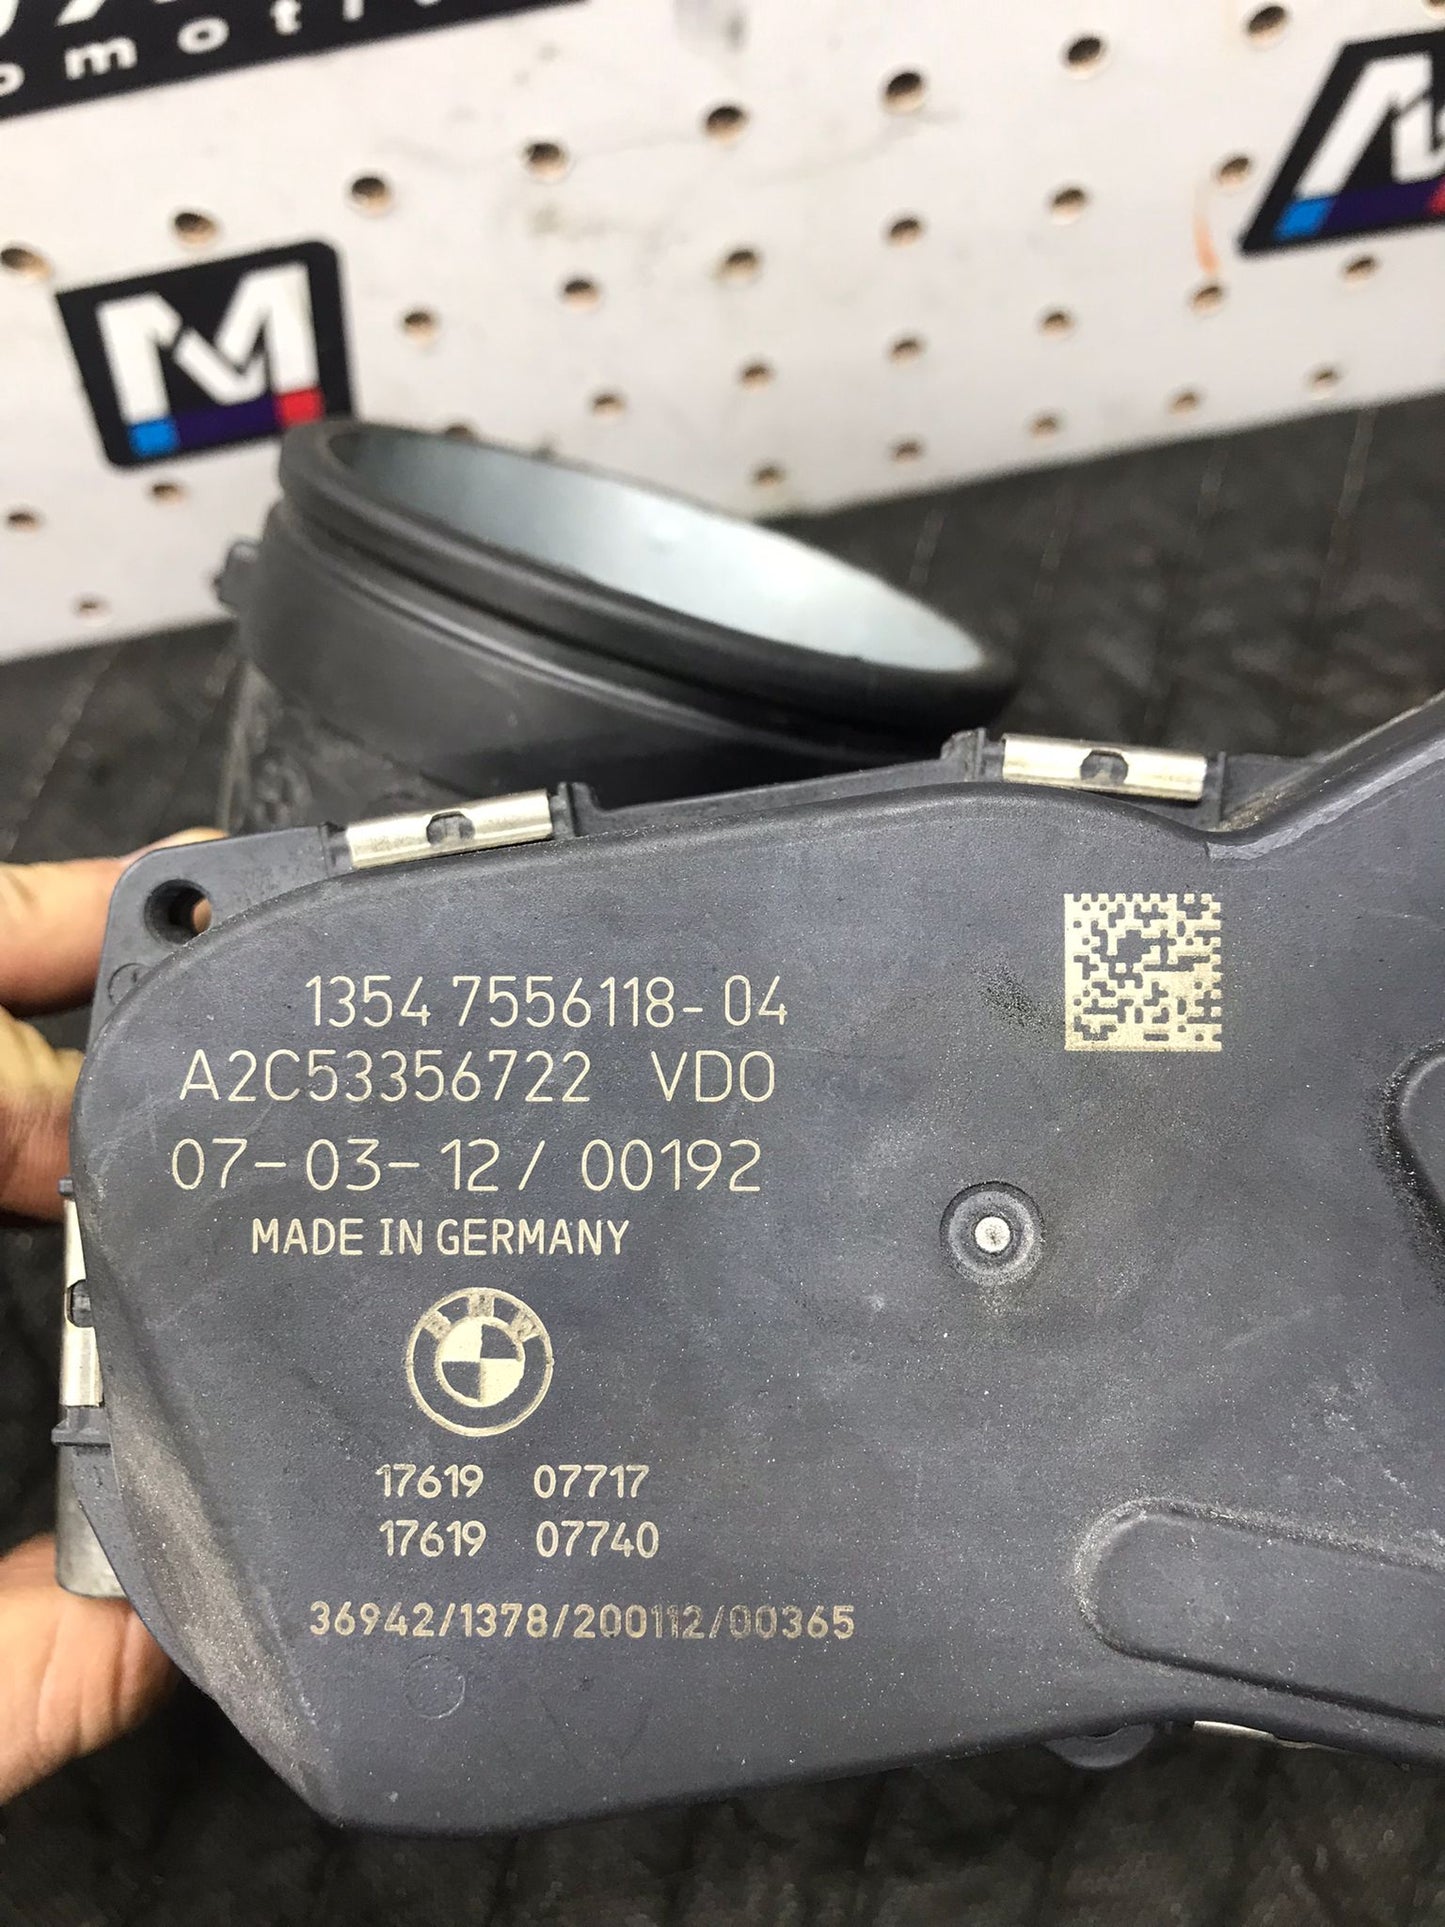 omotiv
M
M
1354 7556118-04
A2C53356722 VDO
07-03-12/ 00192
MADE IN GERMANY
BMW
17619 07717
17619 07740
36942/1378/200112/00365